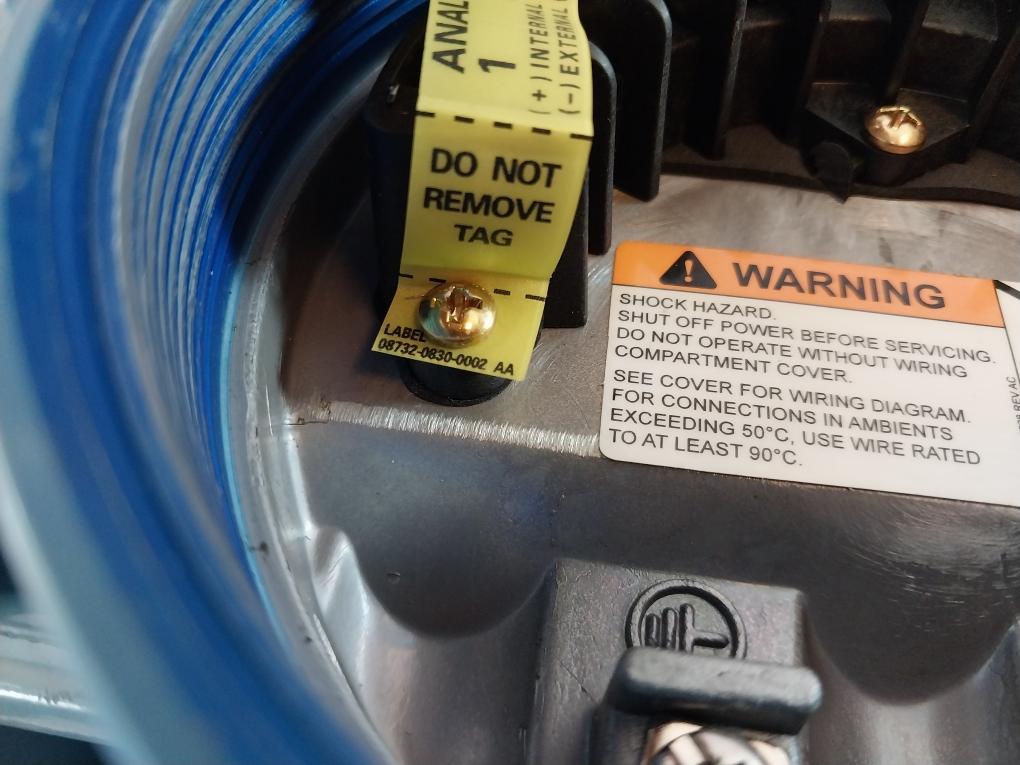 1
(+) INTERNAL
(-) EXTERNAL
DO NOT
REMOVE
TAG
LABEL
08732-0830-0002 AA
WARNING
SHOCK HAZARD.
SHUT OFF POWER BEFORE SERVICING.
DO NOT OPERATE WITHOUT WIRING
COMPARTMENT COVER.
SEE COVER FOR WIRING DIAGRAM.
FOR CONNECTIONS IN AMBIENTS
EXCEEDING 50°C, USE WIRE RATED
TO AT LEAST 90°C.
REV AC